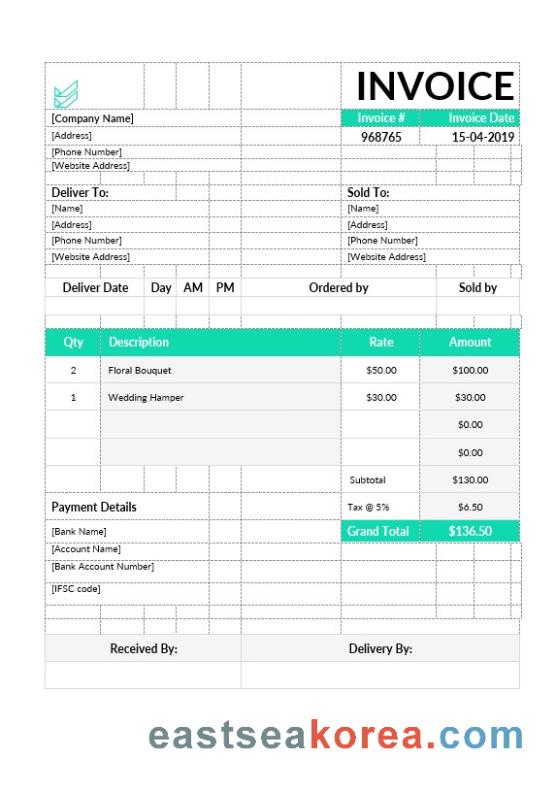 INVOICE
[Company Name] Invoice # Invoice Date
[Address] 968765 15-04-2019
[Phone Number]
[Website Address]
Deliver To: Sold To:
[Name] [Name]
[Address] [Address]
[Phone Number] [Phone Number]
[Website Address] [Website Address]
Deliver Date Day AM PM Ordered by Sold by
Qty Description Rate Amount
2 Floral Bouquet $50.00 $100.00
1 Wedding Hamper $30.00 $30.00
$0.00
$0.00
Subtotal $130.00
Payment Details Tax @ 5% $6.50
[Bank Name] Grand Total $136.50
[Account Name]
[Bank Account Number]
[IFSC code]
Received By: Delivery By:
eastseakorea.com